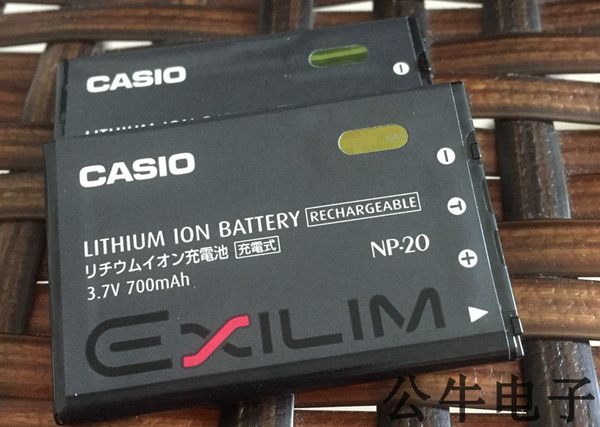 CASIO
CASIO
LITHIUM ION BATTERY RECHARGEABLE
リチウムイオン充電池 充電式
NP-20
3.7V 700mAh
T
EXILIM
公牛电子